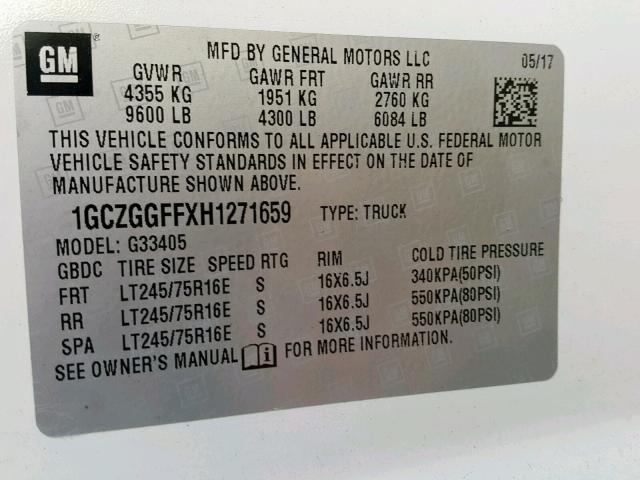 GM
MFD BY GENERAL MOTORS LLC 05/17
GVWR GAWR FRT GAWR RR
4355 KG 1951 KG 2760 KG
9600 LB 4300 LB 6084 LB
THIS VEHICLE CONFORMS TO ALL APPLICABLE U.S. FEDERAL MOTOR
VEHICLE SAFETY STANDARDS IN EFFECT ON THE DATE OF
MANUFACTURE SHOWN ABOVE.
1GCZGGFFXH1271659 TYPE: TRUCK
MODEL: G33405
GBDC TIRE SIZE SPEED RTG RIM COLD TIRE PRESSURE
FRT LT245/75R16E S 16X6.5J 340KPA(50PSI)
RR LT245/75R16E S 16X6.5J 550KPA(80PSI)
SPA LT245/75R16E S 16X6.5J 550KPA(80PSI)
SEE OWNER'S MANUAL i FOR MORE INFORMATION.